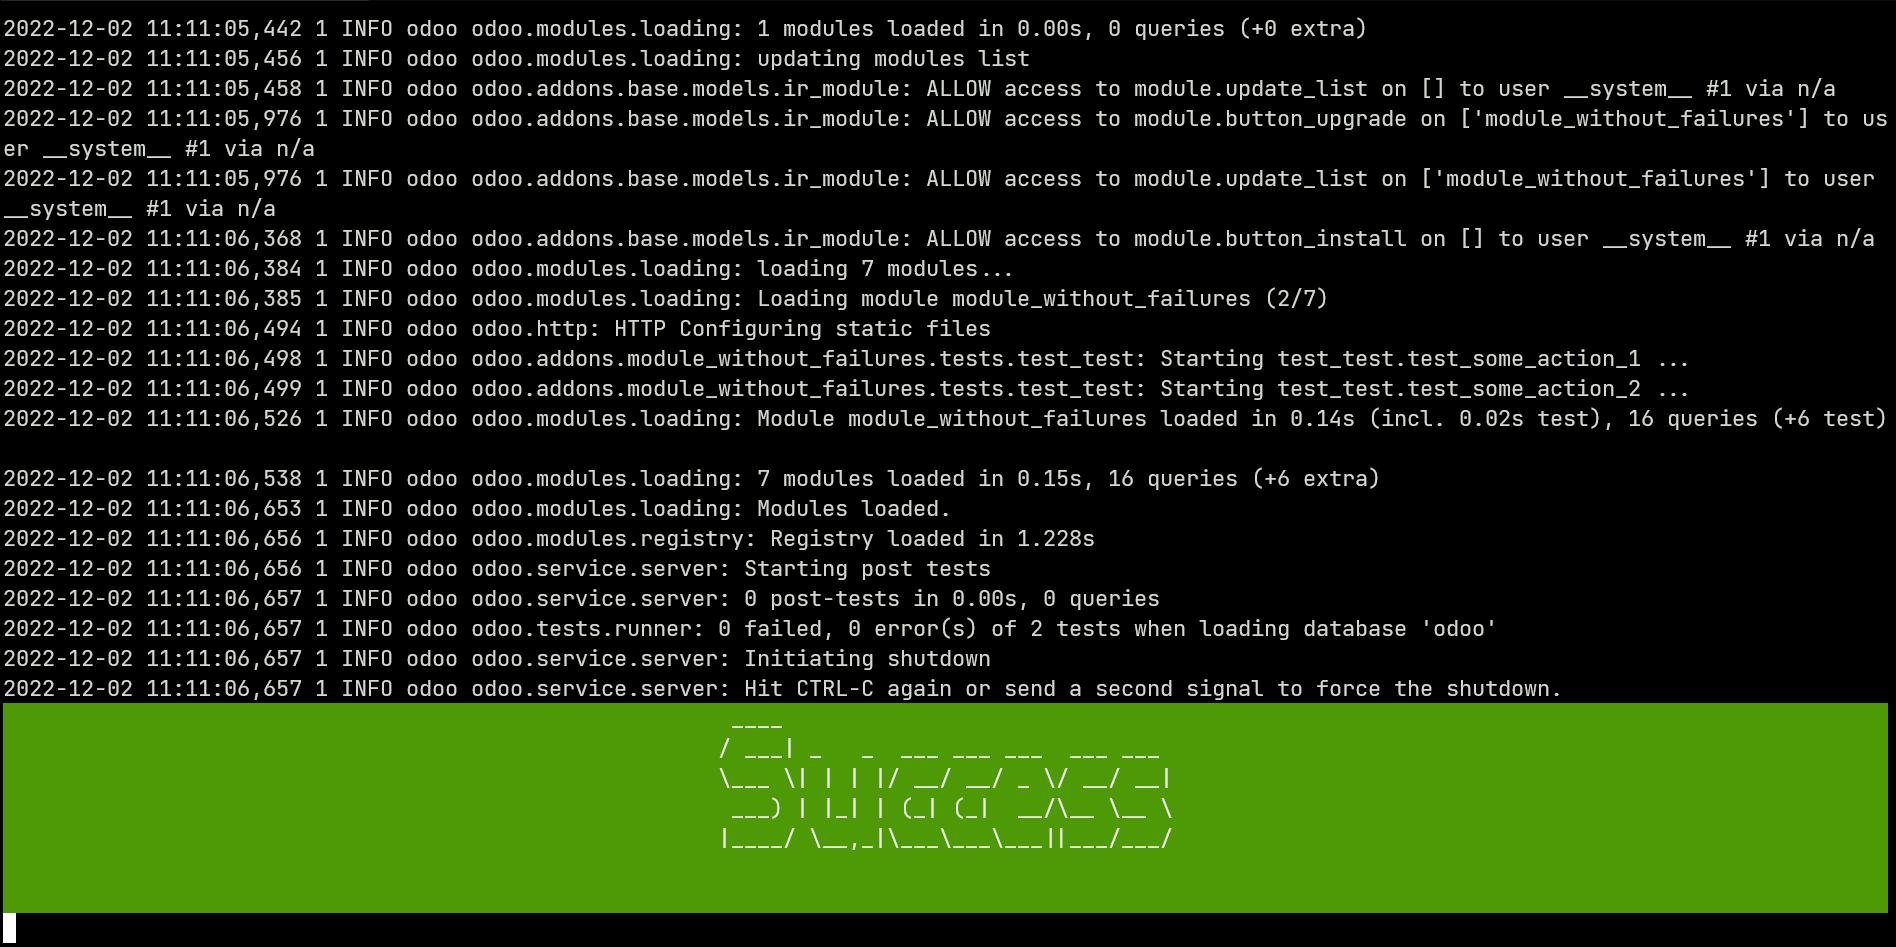 2022-12-02 11:11:05,442 1 INFO odoo odoo.modules.loading: 1 modules loaded in 0.00s, 0 queries (+0 extra)
2022-12-02 11:11:05,456 1 INFO odoo odoo.modules.loading: updating modules list
2022-12-02 11:11:05,458 1 INFO odoo odoo.addons.base.models.ir_module: ALLOW access to module.update_list on [] to user __system__ #1 via n/a
2022-12-02 11:11:05,976 1 INFO odoo odoo.addons.base.models.ir_module: ALLOW access to module.button_upgrade on ['module_without_failures'] to us
er __system__ #1 via n/a
2022-12-02 11:11:05,976 1 INFO odoo odoo.addons.base.models.ir_module: ALLOW access to module.update_list on ['module_without_failures'] to user
__system__ #1 via n/a
2022-12-02 11:11:06,368 1 INFO odoo odoo.addons.base.models.ir_module: ALLOW access to module.button_install on [] to user __system__ #1 via n/a
2022-12-02 11:11:06,384 1 INFO odoo odoo.modules.loading: loading 7 modules...
2022-12-02 11:11:06,385 1 INFO odoo odoo.modules.loading: Loading module module_without_failures (2/7)
2022-12-02 11:11:06,494 1 INFO odoo odoo.http: HTTP Configuring static files
2022-12-02 11:11:06,498 1 INFO odoo odoo.addons.module_without_failures.tests.test_test: Starting test_test.test_some_action_1 ...
2022-12-02 11:11:06,499 1 INFO odoo odoo.addons.module_without_failures.tests.test_test: Starting test_test.test_some_action_2 ...
2022-12-02 11:11:06,526 1 INFO odoo odoo.modules.loading: Module module_without_failures loaded in 0.14s (incl. 0.02s test), 16 queries (+6 test)
2022-12-02 11:11:06,538 1 INFO odoo odoo.modules.loading: 7 modules loaded in 0.15s, 16 queries (+6 extra)
2022-12-02 11:11:06,653 1 INFO odoo odoo.modules.loading: Modules loaded.
2022-12-02 11:11:06,656 1 INFO odoo odoo.modules.registry: Registry loaded in 1.228s
2022-12-02 11:11:06,656 1 INFO odoo odoo.service.server: Starting post tests
2022-12-02 11:11:06,657 1 INFO odoo odoo.service.server: 0 post-tests in 0.00s, 0 queries
2022-12-02 11:11:06,657 1 INFO odoo odoo.tests.runner: 0 failed, 0 error(s) of 2 tests when loading database 'odoo'
2022-12-02 11:11:06,657 1 INFO odoo odoo.service.server: Initiating shutdown
2022-12-02 11:11:06,657 1 INFO odoo odoo.service.server: Hit CTRL-C again or send a second signal to force the shutdown.
Success